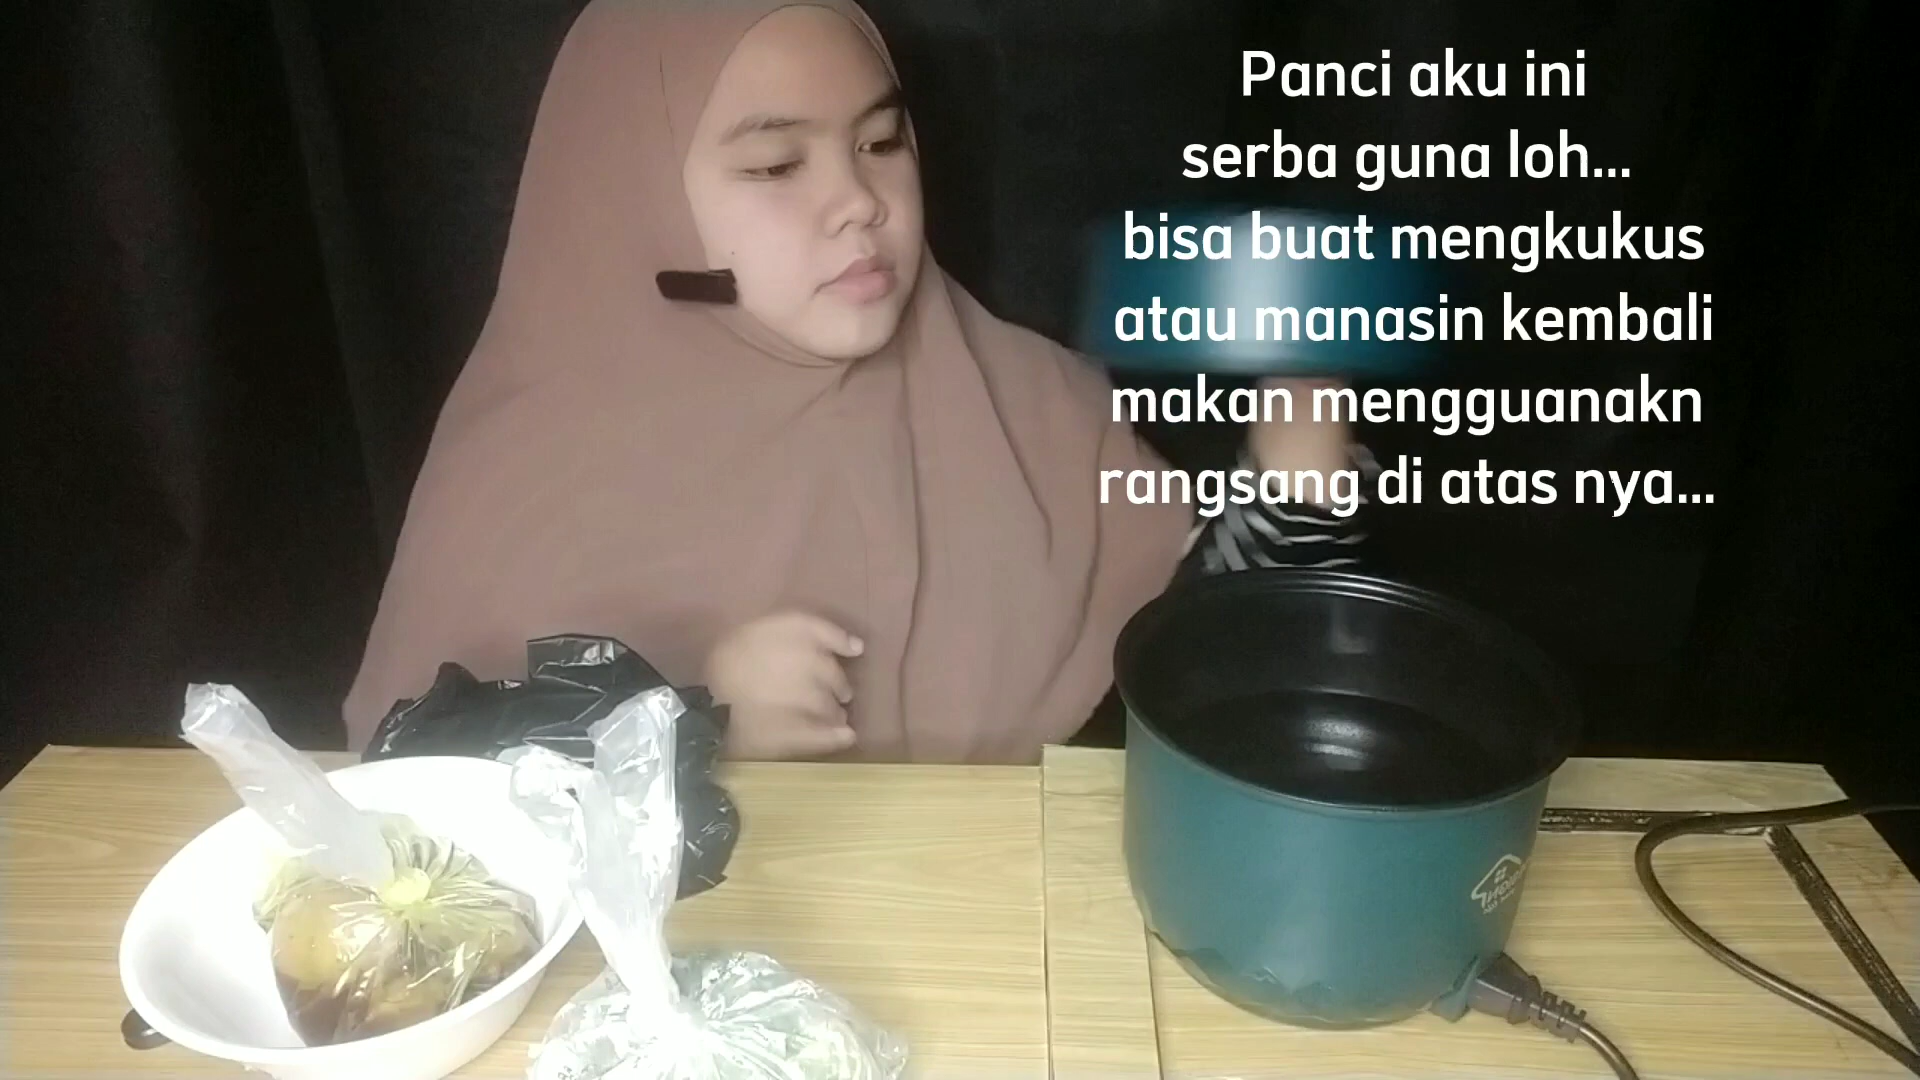 Panci aku ini
serba guna loh...
bisa buat mengkukus
atau manasin kembali
makan mengguanakn
rangsang di atas nya...